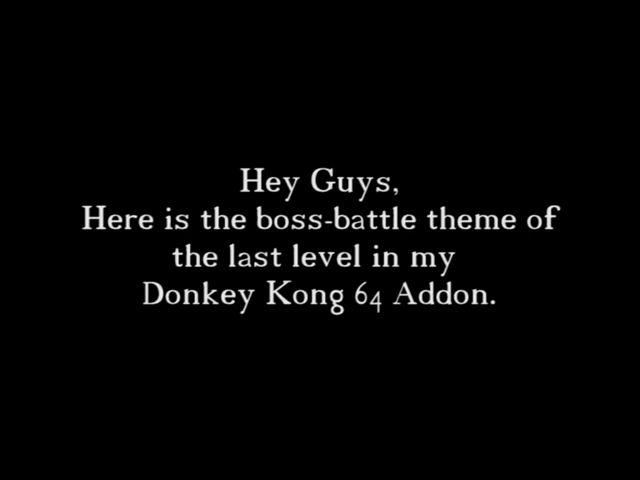 Hey Guys,
Here is the boss-battle theme of
the last level in my
Donkey Kong 64 Addon.